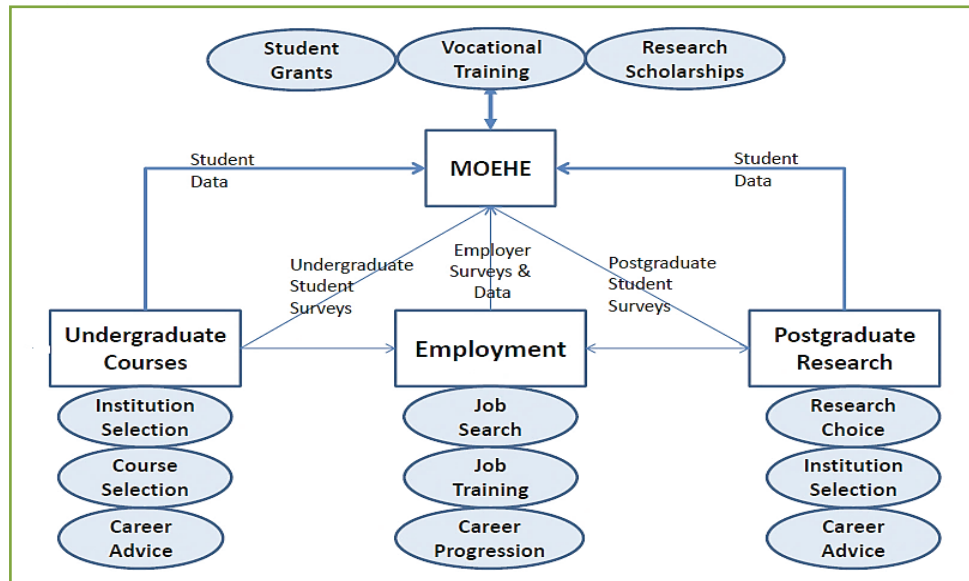 Student
Grants
Vocational
Training
Research
Scholarships
MOEHE
Student
Data
Student
Data
Undergraduate
Student
Surveys
Employer
Surveys &
Data
Postgraduate
Student
Surveys
Undergraduate
Courses
Employment
Postgraduate
Research
Institution
Selection
Course
Selection
Career
Advice
Job
Search
Job
Training
Career
Progression
Research
Choice
Institution
Selection
Career
Advice